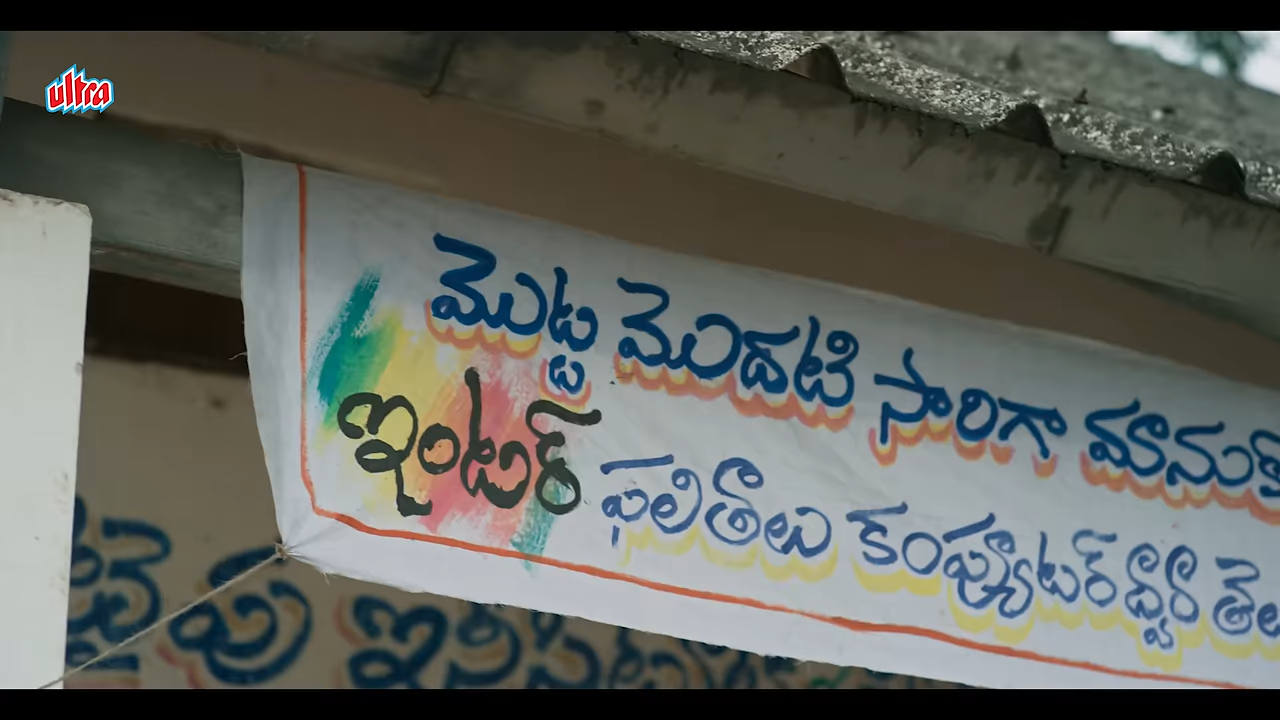 ultra
మొట్ట మొదటి సారిగా మానుకో
ఇంటర్ ఫలితాలు కంప్యూటర్ ద్వారా తెల